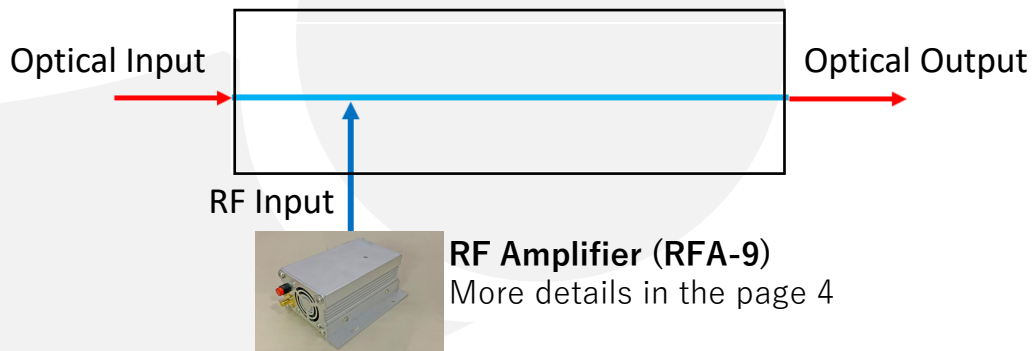 Optical Input
Optical Output
RF Input
RF Amplifier (RFA-9)
More details in the page 4